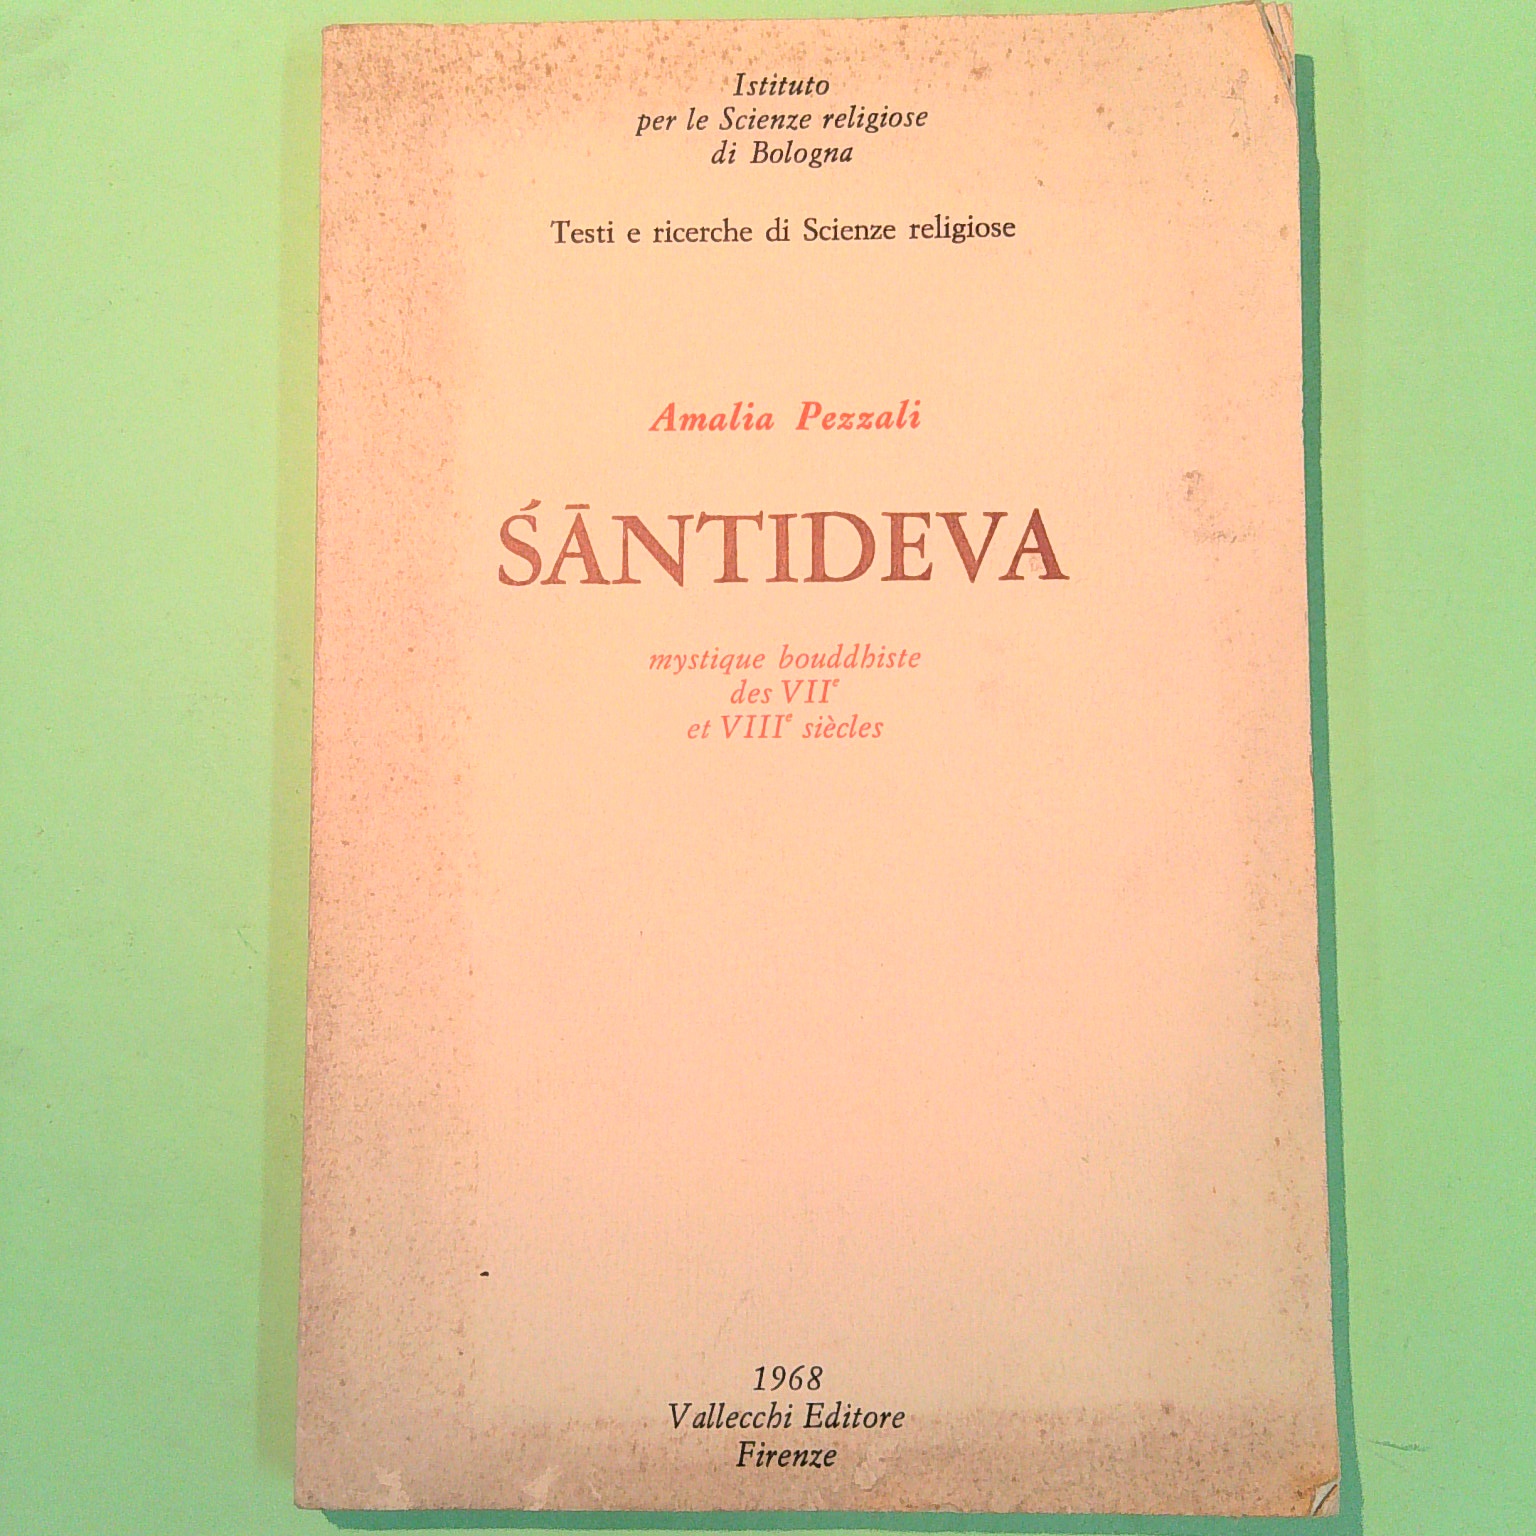 Istituto
per le Scienze religiose
di Bologna
Testi e ricerche di Scienze religiose
Amalia Pezzali
ŚĀNTIDEVA
mystique bouddhiste
des VIIᵉ
et VIIIᵉ siècles
1968
Vallecchi Editore
Firenze